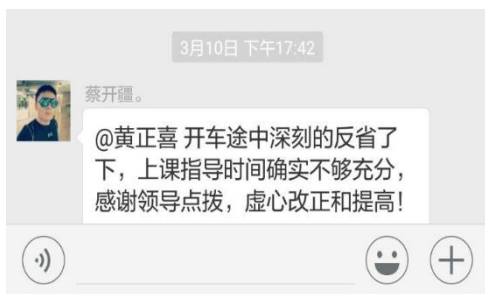 3月10日 下午17:42
蔡开疆。
@黄正喜 开车途中深刻的反省了
下，上课指导时间确实不够充分，
感谢领导点拨，虚心改正和提高！